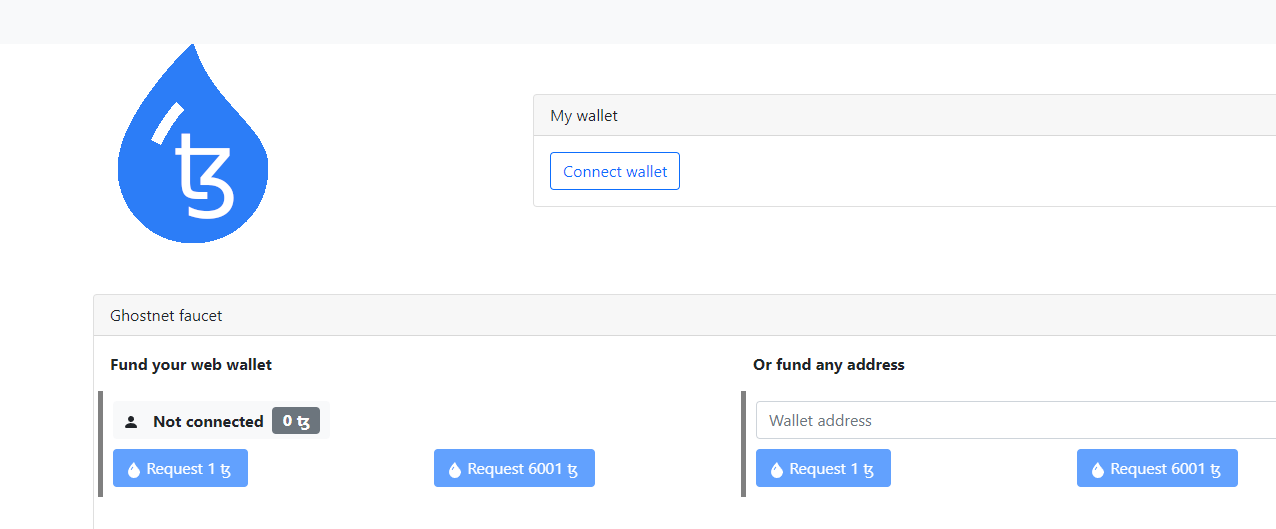 ꜩ
My wallet
Connect wallet
Ghostnet faucet
Fund your web wallet
Or fund any address
Not connected 0 ꜩ
Wallet address
Request 1 ꜩ
Request 6001 ꜩ
Request 1 ꜩ
Request 6001 ꜩ